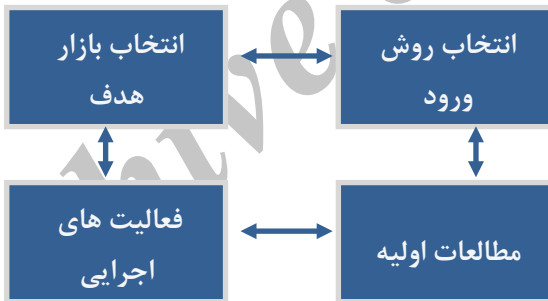 انتخاب روش
ورود
انتخاب بازار
هدف
مطالعات اولیه
فعالیت های
اجرایی